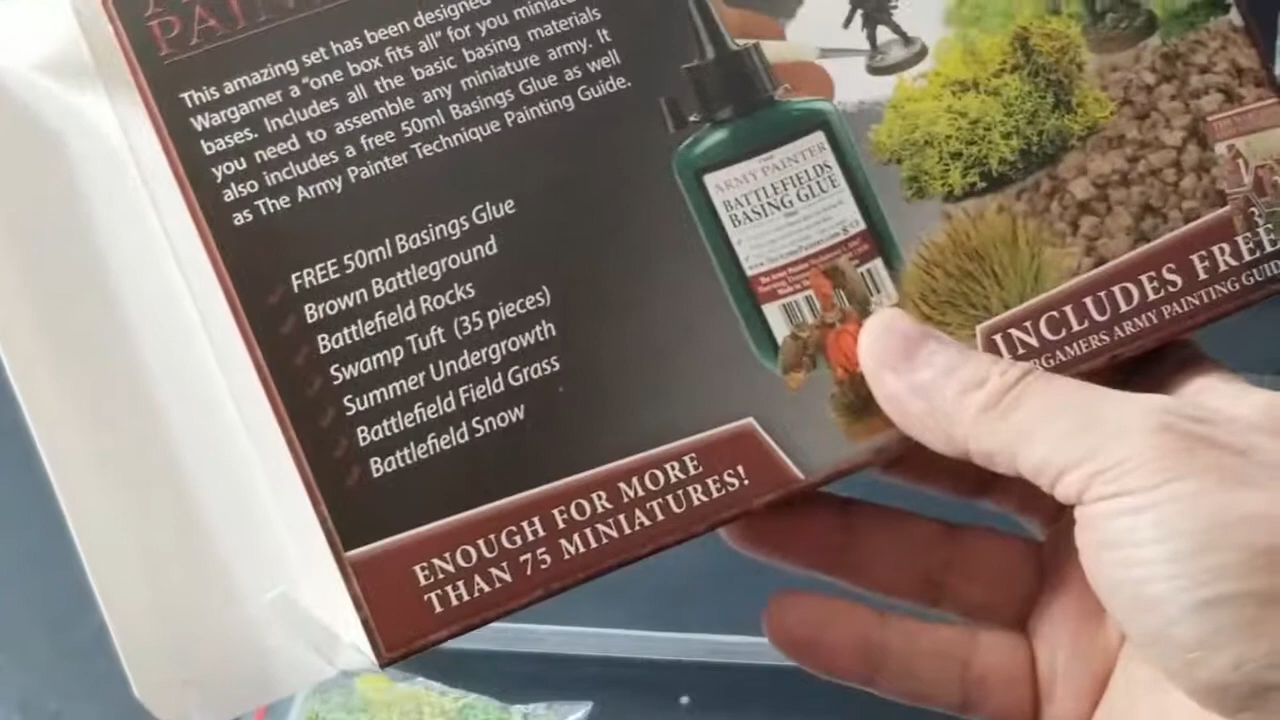 PAINTER
This amazing set has been designed
Wargamer a "one box fits all" for you miniature
bases. Includes all the basic basing materials
you need to assemble any miniature army. It
also includes a free 50ml Basings Glue as well
as The Army Painter Technique Painting Guide.
FREE 50ml Basings Glue
Brown Battleground
Battlefield Rocks
Swamp Tuft (35 pieces)
Summer Undergrowth
Battlefield Field Grass
Battlefield Snow
ENOUGH FOR MORE
THAN 75 MINIATURES!
THE
ARMY PAINTER
BATTLEFIELDS
BASING GLUE
INCLUDES FREE
WARGAMERS ARMY PAINTING GUIDE